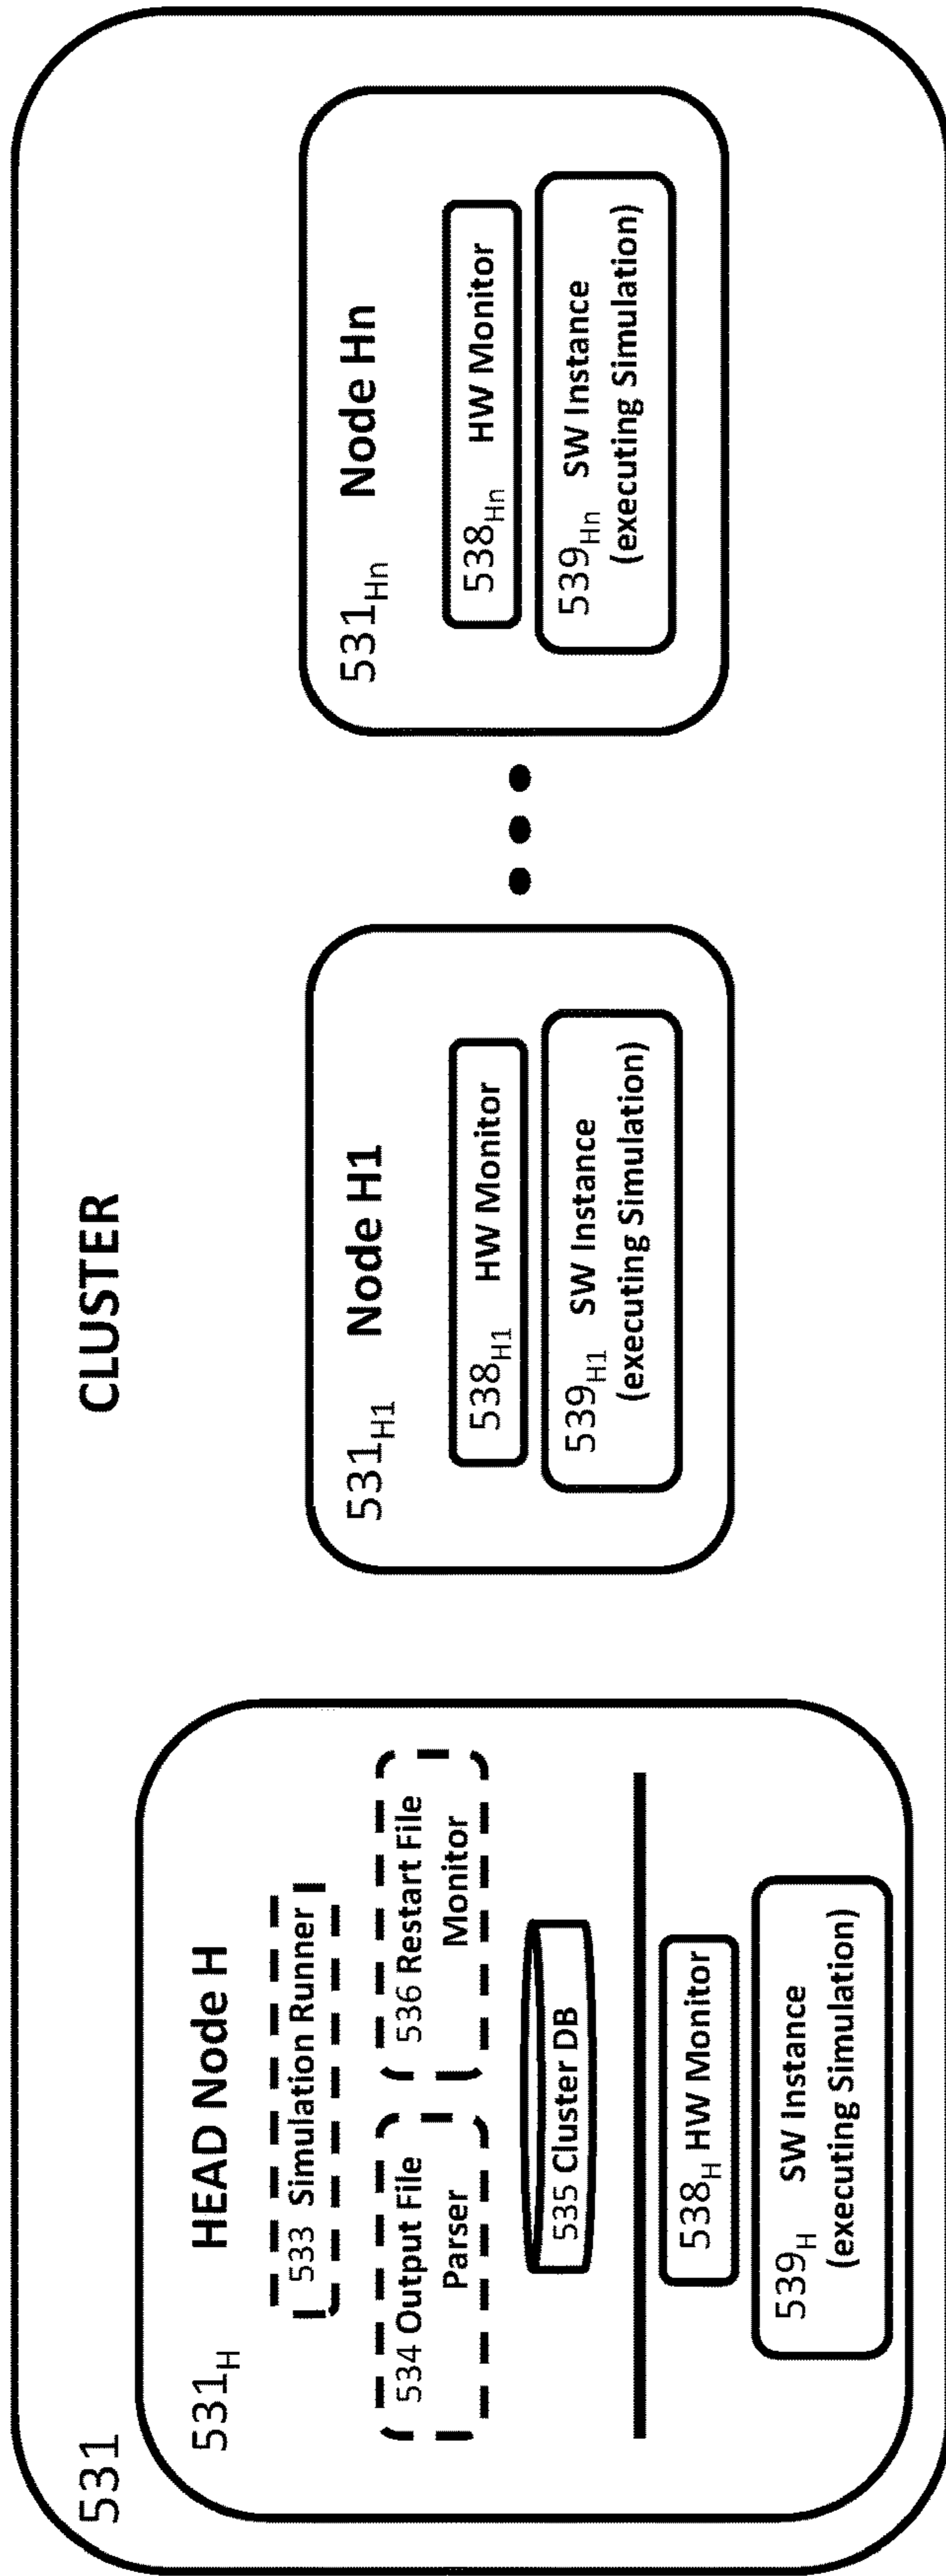 531
CLUSTER
531H HEAD Node H
533 Simulation Runner
534 Output File
Parser
536 Restart File
Monitor
535 Cluster DB
538H HW Monitor
539H SW Instance
(executing Simulation)
531H1 Node H1
538H1 HW Monitor
539H1 SW Instance
(executing Simulation)
531Hn Node Hn
538Hn HW Monitor
539Hn SW Instance
(executing Simulation)